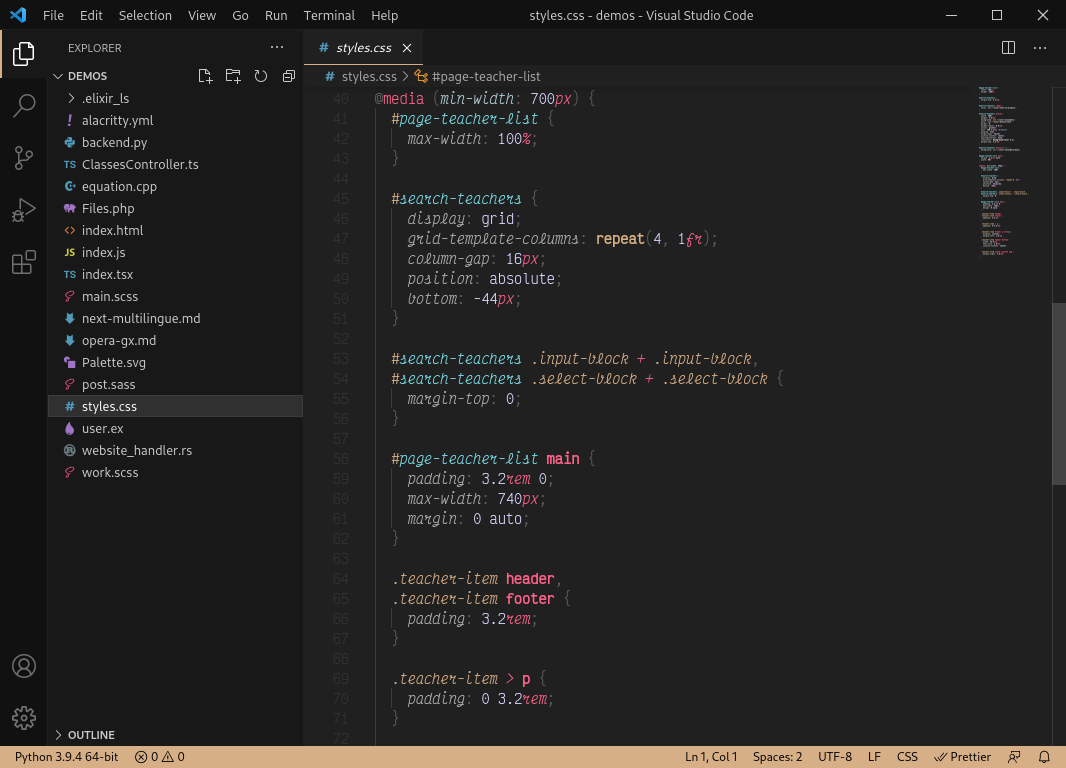 File Edit Selection View Go Run Terminal Help
styles.css - demos - Visual Studio Code
EXPLORER
# styles.css
DEMOS
# styles.css > #page-teacher-list
.elixir_ls
! alacritty.yml
backend.py
TS ClassesController.ts
equation.cpp
Files.php
<> index.html
JS index.js
TS index.tsx
main.scss
next-multilingue.md
opera-gx.md
Palette.svg
post.sass
# styles.css
user.ex
website_handler.rs
work.scss
OUTLINE
40 @media (min-width: 700px) {
41 #page-teacher-list {
42 max-width: 100%;
43 }
44
45 #search-teachers {
46 display: grid;
47 grid-template-columns: repeat(4, 1fr);
48 column-gap: 16px;
49 position: absolute;
50 bottom: -44px;
51 }
52
53 #search-teachers .input-block + .input-block,
54 #search-teachers .select-block + .select-block {
55 margin-top: 0;
56 }
57
58 #page-teacher-list main {
59 padding: 3.2rem 0;
60 max-width: 740px;
61 margin: 0 auto;
62 }
63
64 .teacher-item header,
65 .teacher-item footer {
66 padding: 3.2rem;
67 }
68
69 .teacher-item > p {
70 padding: 0 3.2rem;
71 }
72
Python 3.9.4 64-bit 0 0 Ln 1, Col 1 Spaces: 2 UTF-8 LF CSS Prettier